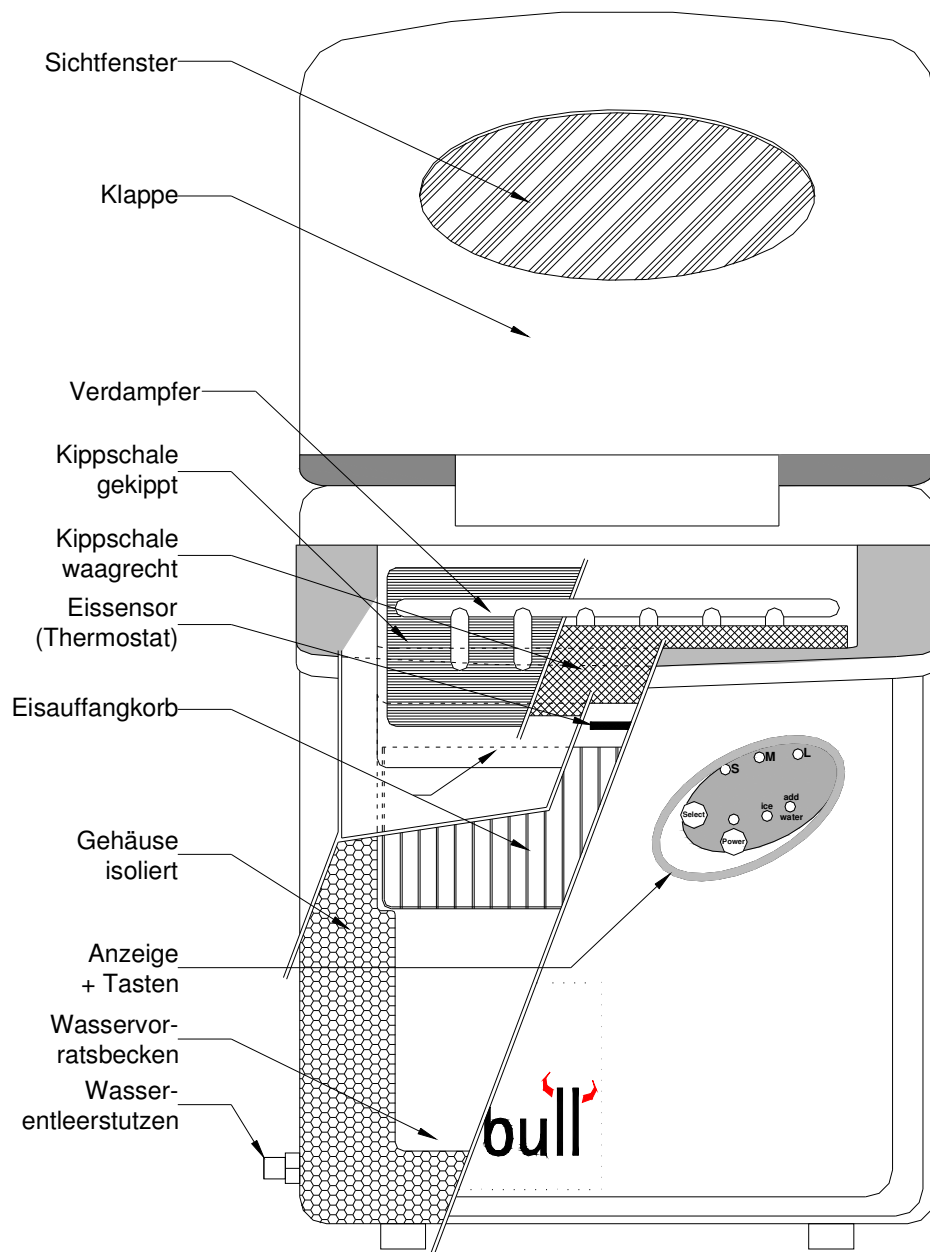 Sichtfenster
Klappe
Verdampfer
Kippschale
gekippt
Kippschale
waagrecht
Eissensor
(Thermostat)
Eisauffangkorb
S M L
Select
ice
add
water
Power
Gehäuse
isoliert
Anzeige
+ Tasten
Wasservor-
ratsbecken
Wasser-
entleerstutzen
bull